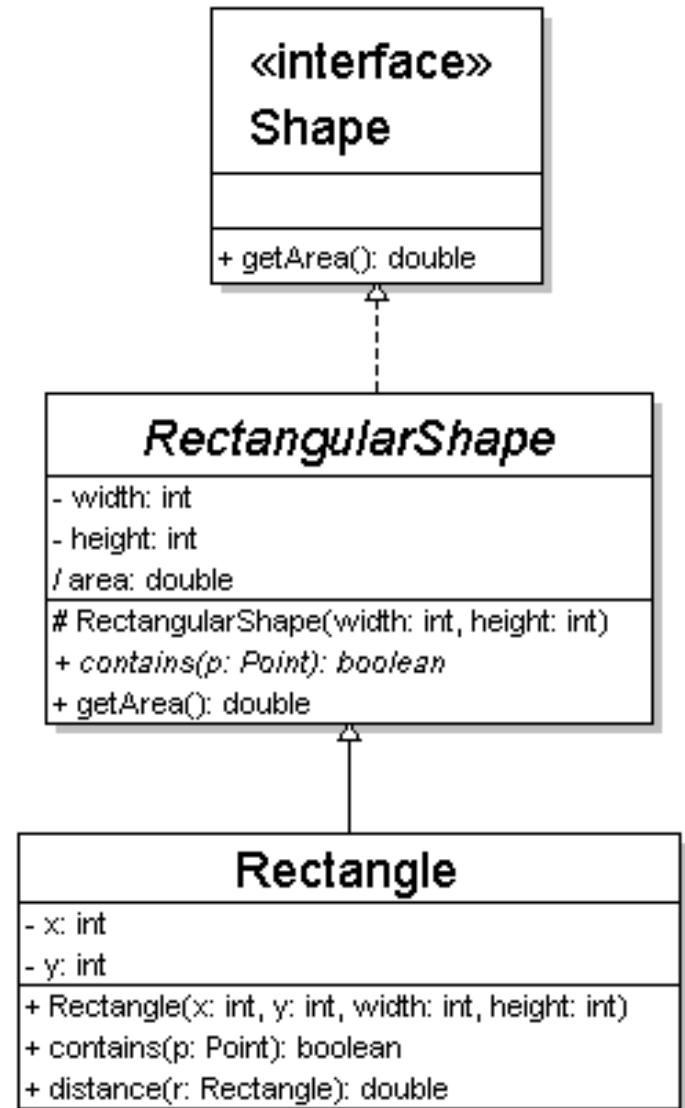 «interface»
Shape
+ getArea(): double
RectangularShape
- width: int
- height: int
/ area: double
# RectangularShape(width: int, height: int)
+ contains(p: Point): boolean
+ getArea(): double
Rectangle
- x: int
- y: int
+ Rectangle(x: int, y: int, width: int, height: int)
+ contains(p: Point): boolean
+ distance(r: Rectangle): double